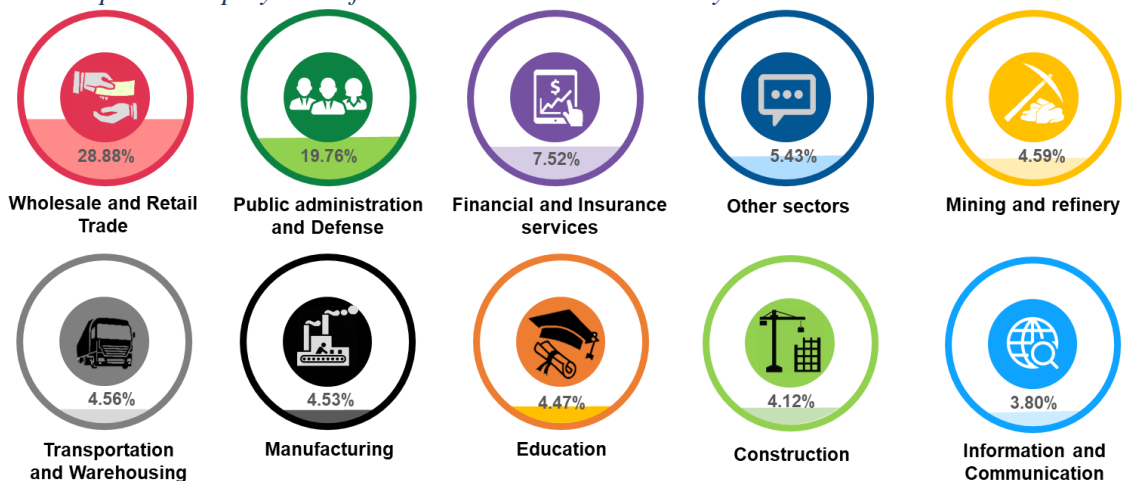 28.88%
19.76%
7.52%
5.43%
4.59%
Wholesale and Retail
Trade
Public administration
and Defense
Financial and Insurance
services
Other sectors
Mining and refinery
$
4.56%
4.53%
4.47%
4.12%
3.80%
Transportation
and Warehousing
Manufacturing
Education
Construction
Information and
Communication